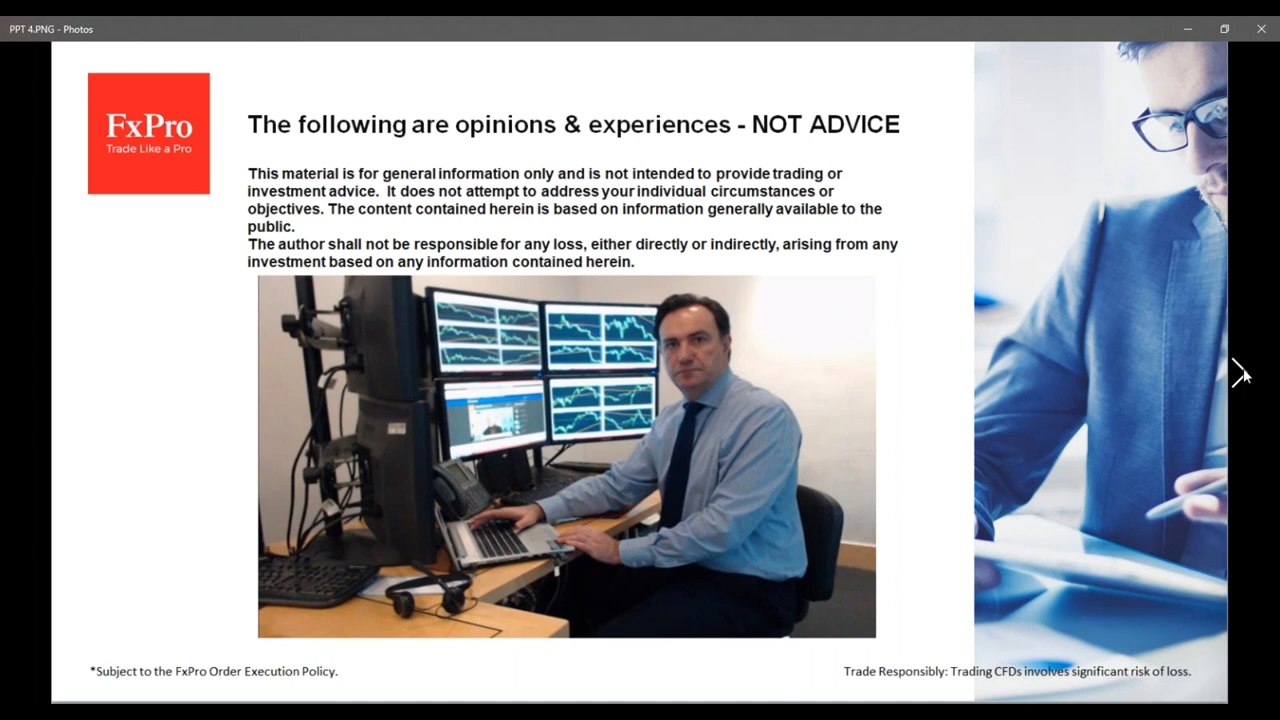 PPT 4.PNG - Photos
FxPro
Trade Like a Pro
The following are opinions & experiences - NOT ADVICE
This material is for general information only and is not intended to provide trading or
investment advice. It does not attempt to address your individual circumstances or
objectives. The content contained herein is based on information generally available to the
public.
The author shall not be responsible for any loss, either directly or indirectly, arising from any
investment based on any information contained herein.
*Subject to the FxPro Order Execution Policy.
Trade Responsibly: Trading CFDs involves significant risk of loss.